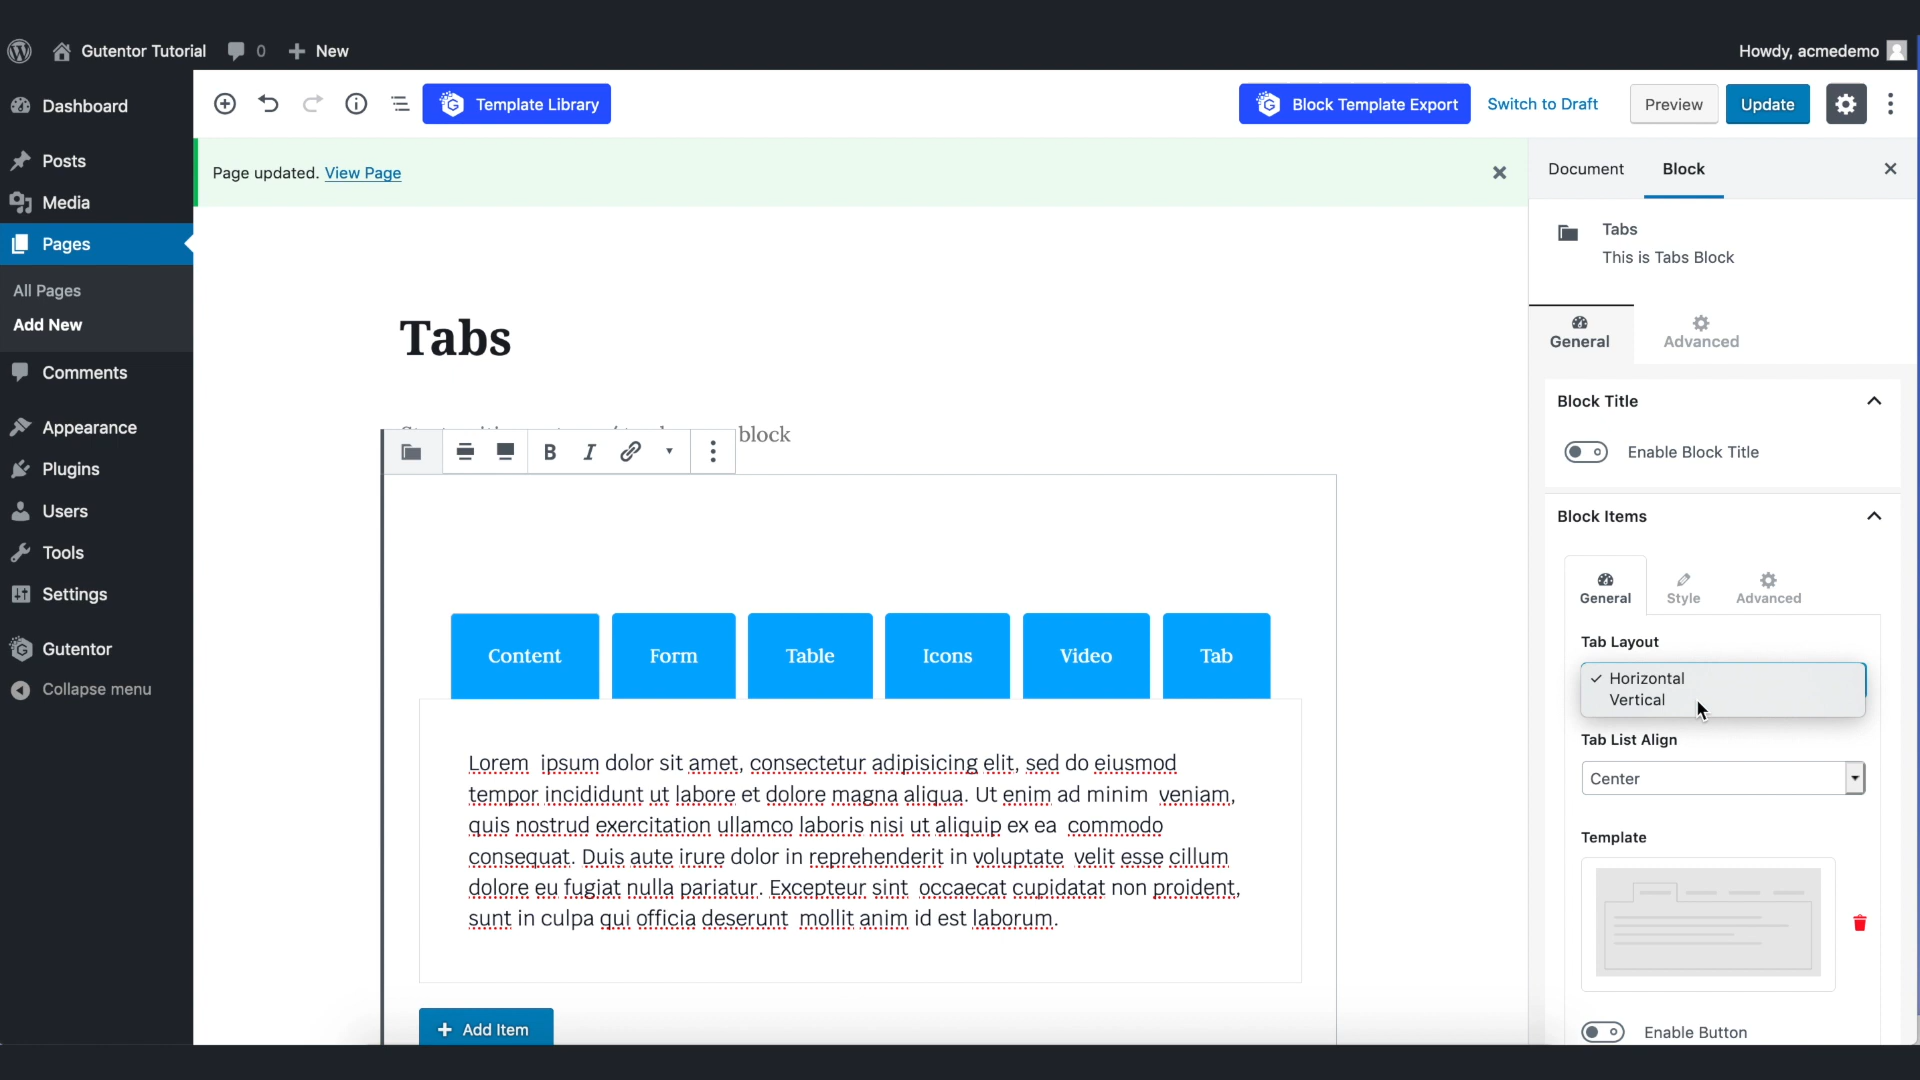 Gutentor Tutorial 0 New Howdy, acmedemo
Dashboard
Posts
Media
Pages
All Pages
Add New
Comments
Appearance
Plugins
Users
Tools
Settings
Gutentor
Collapse menu
Template Library Block Template Export Switch to Draft Preview Update
Page updated. View Page
Tabs
block
Content Form Table Icons Video Tab
Lorem ipsum dolor sit amet, consectetur adipisicing elit, sed do eiusmod
tempor incididunt ut labore et dolore magna aliqua. Ut enim ad minim veniam,
quis nostrud exercitation ullamco laboris nisi ut aliquip ex ea commodo
consequat. Duis aute irure dolor in reprehenderit in voluptate velit esse cillum
dolore eu fugiat nulla pariatur. Excepteur sint occaecat cupidatat non proident,
sunt in culpa qui officia deserunt mollit anim id est laborum.
Add Item
Document Block
Tabs
This is Tabs Block
General Advanced
Block Title
Enable Block Title
Block Items
General Style Advanced
Tab Layout
Horizontal
Vertical
Tab List Align
Center
Template
Enable Button